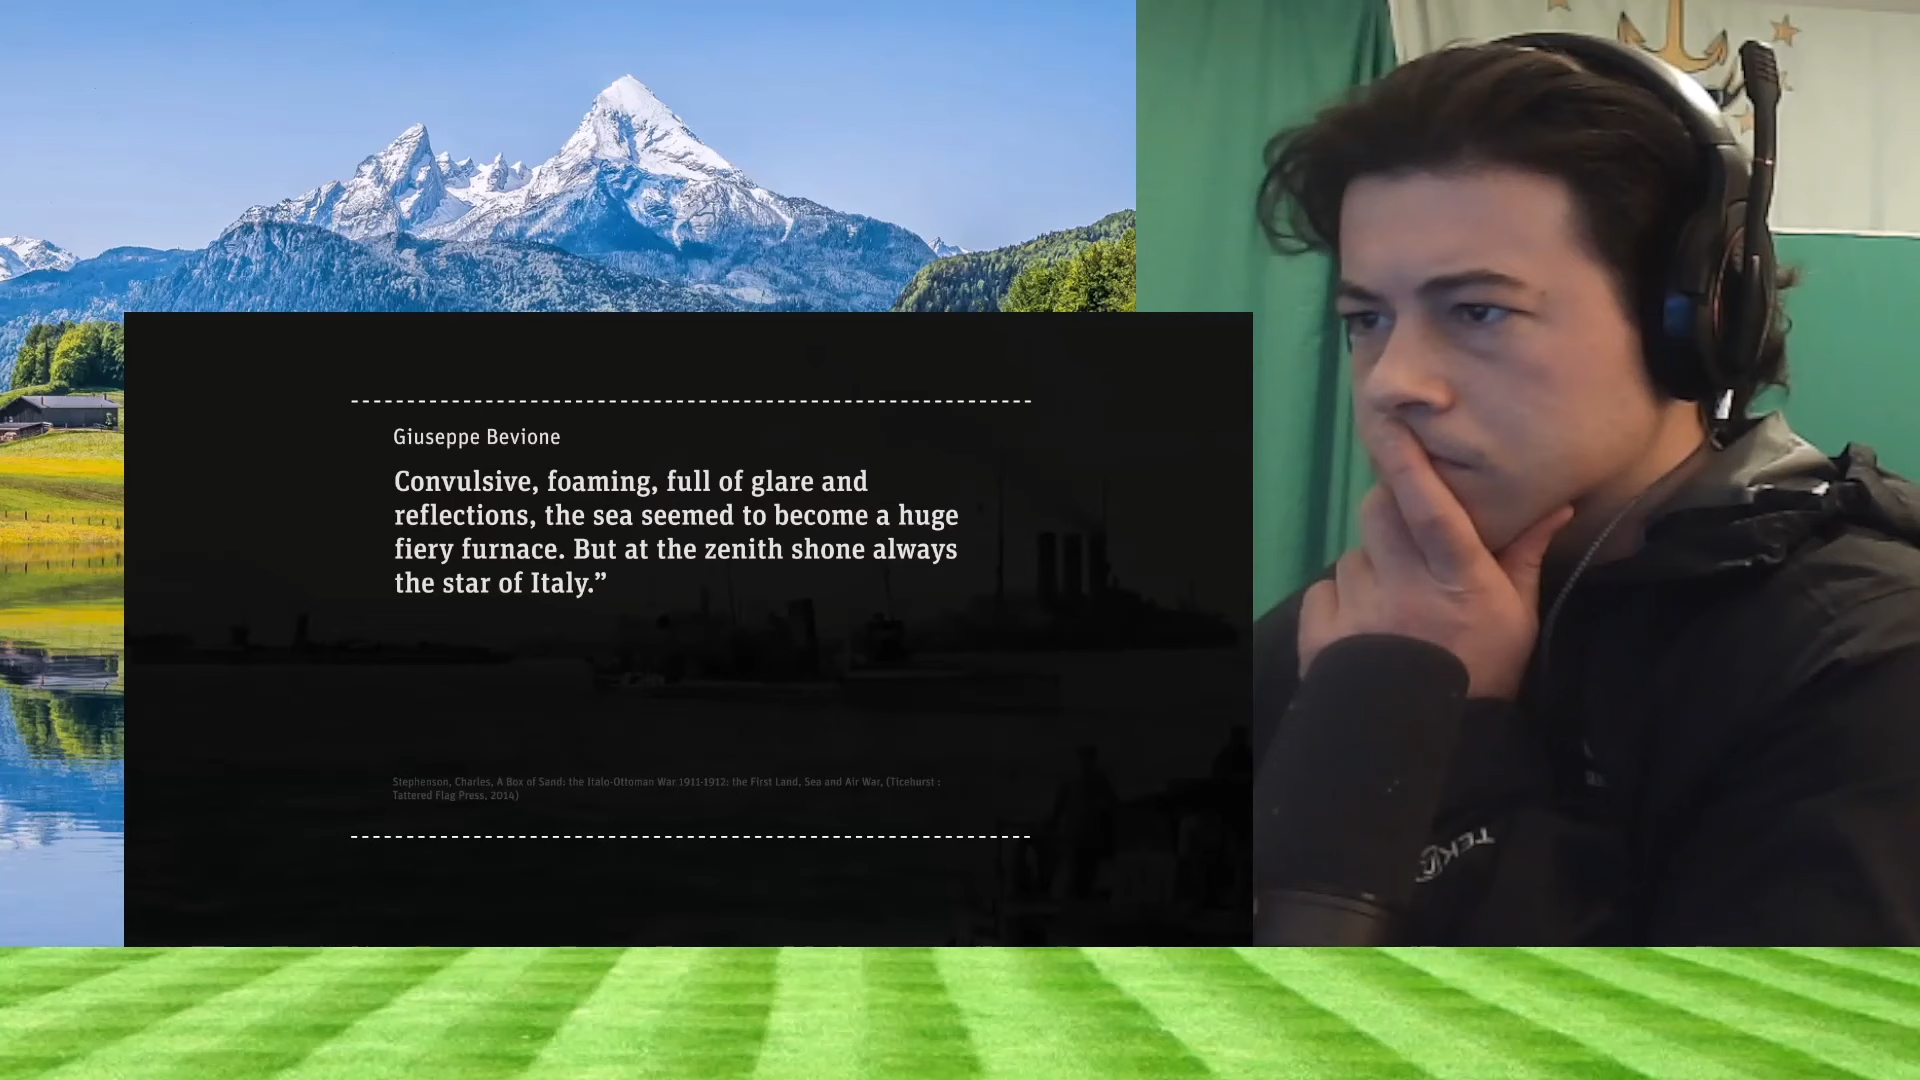 Giuseppe Bevione
Convulsive, foaming, full of glare and
reflections, the sea seemed to become a huge
fiery furnace. But at the zenith shone always
the star of Italy.”
Stephenson, Charles, A Box of Sand: the Italo-Ottoman War 1911-1912: the First Land, Sea and Air War, (Ticehurst :
Tattered Flag Press, 2014)